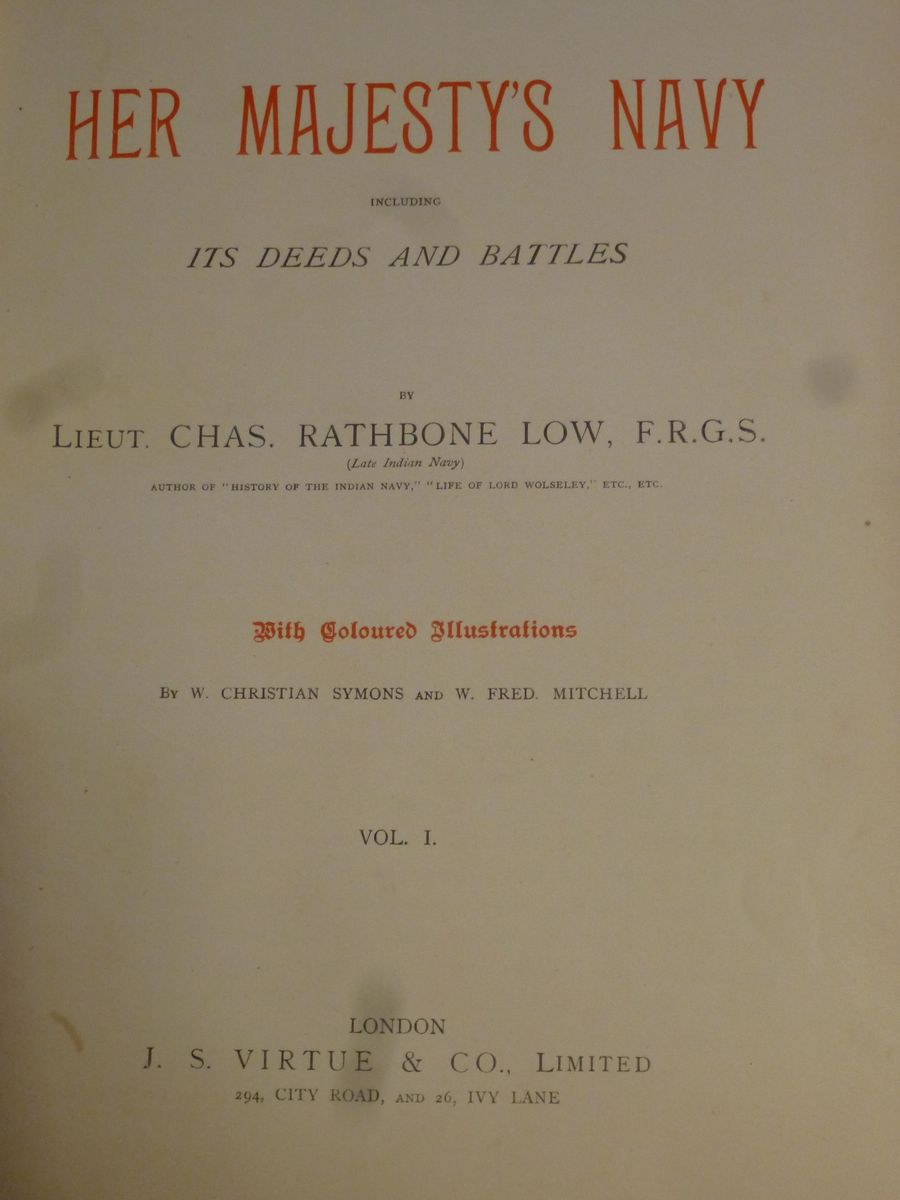 HER MAJESTY'S NAVY
INCLUDING
ITS DEEDS AND BATTLES
BY
LIEUT. CHAS. RATHBONE LOW, F.R.G.S.
(Late Indian Navy)
AUTHOR OF "HISTORY OF THE INDIAN NAVY," "LIFE OF LORD WOLSELEY," ETC., ETC.
With Coloured Illustrations
By W. CHRISTIAN SYMONS AND W. FRED. MITCHELL
VOL. I.
LONDON
J. S. VIRTUE & CO., LIMITED
294, CITY ROAD, AND 26, IVY LANE